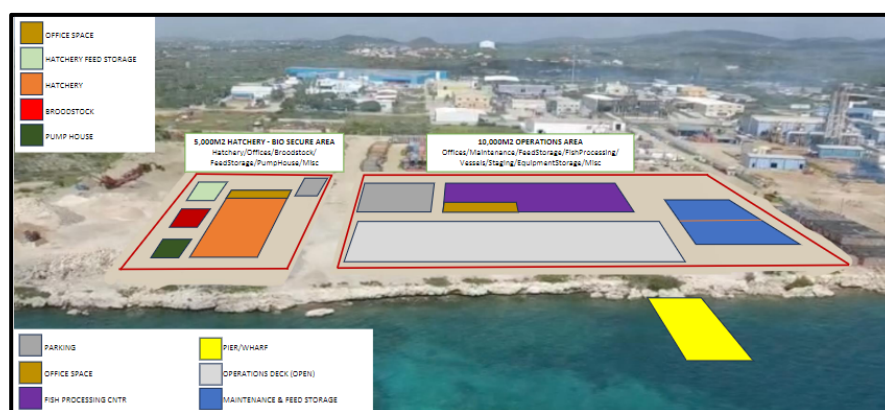 OFFICE SPACE
HATCHERY FEED STORAGE
HATCHERY
BROODSTOCK
PUMP HOUSE
5,000M2 HATCHERY - BIO SECURE AREA
Hatchery/Offices/Broodstock/
FeedStorage/PumpHouse/Misc
10,000M2 OPERATIONS AREA
Offices/Maintenance/FeedStorage/FishProcessing/
Vessels/Staging/EquipmentStorage/Misc
PARKING
OFFICE SPACE
FISH PROCESSING CNTR
PIER/WHARF
OPERATIONS DECK (OPEN)
MAINTENANCE & FEED STORAGE